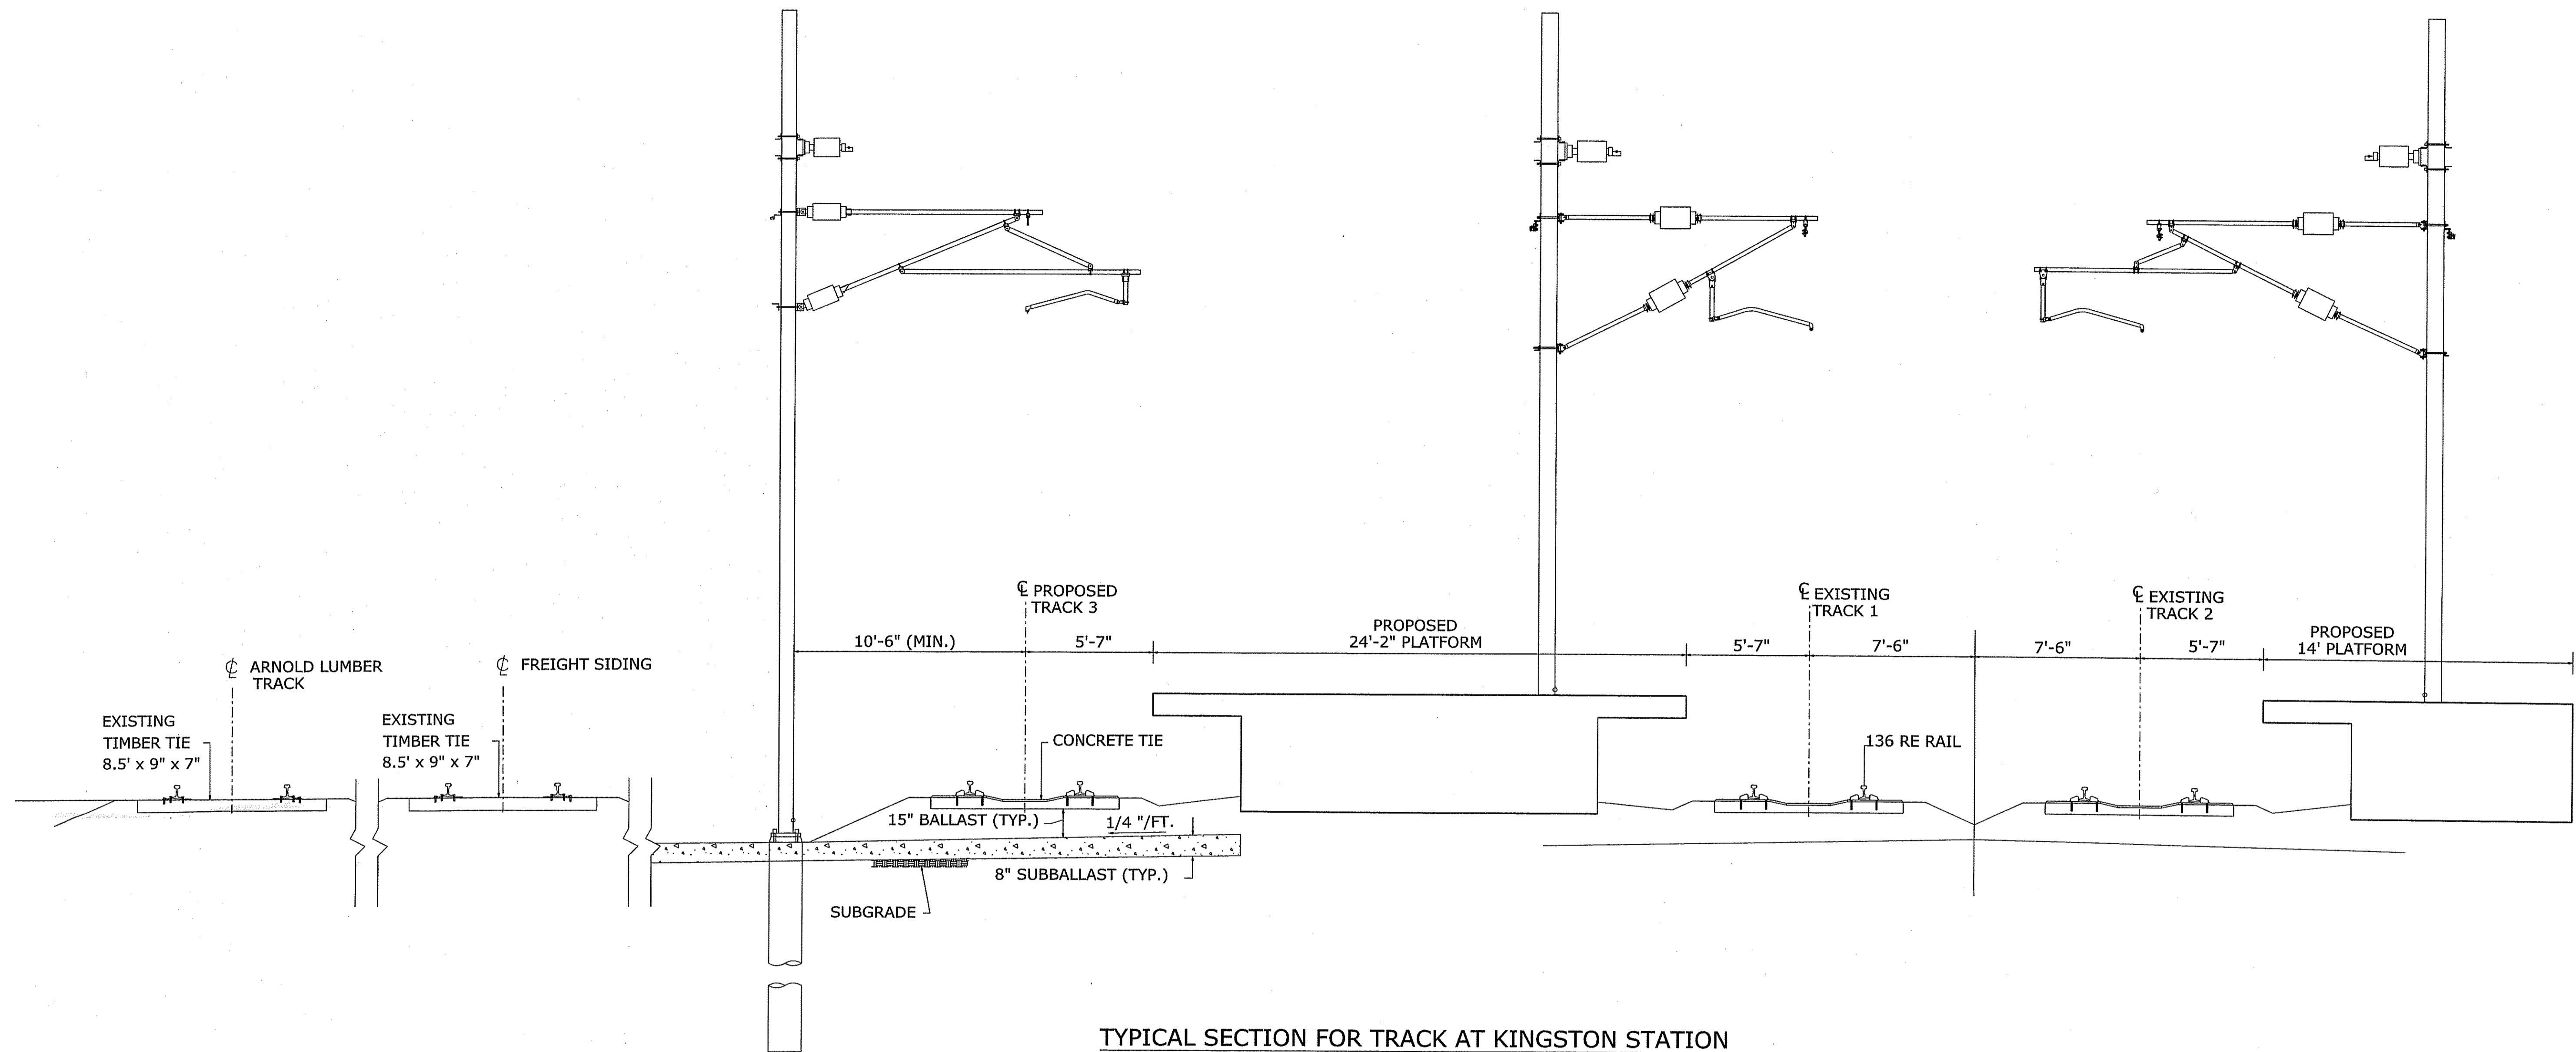 ℄ PROPOSED
TRACK 3
℄ EXISTING
TRACK 1
℄ EXISTING
TRACK 2
10'-6" (MIN.)
5'-7"
PROPOSED
24'-2" PLATFORM
5'-7"
7'-6"
7'-6"
5'-7"
PROPOSED
14' PLATFORM
℄ ARNOLD LUMBER
TRACK
℄ FREIGHT SIDING
EXISTING
TIMBER TIE
8.5' x 9" x 7"
EXISTING
TIMBER TIE
8.5' x 9" x 7"
CONCRETE TIE
136 RE RAIL
15" BALLAST (TYP.)
1/4 "/FT.
8" SUBBALLAST (TYP.)
SUBGRADE
TYPICAL SECTION FOR TRACK AT KINGSTON STATION